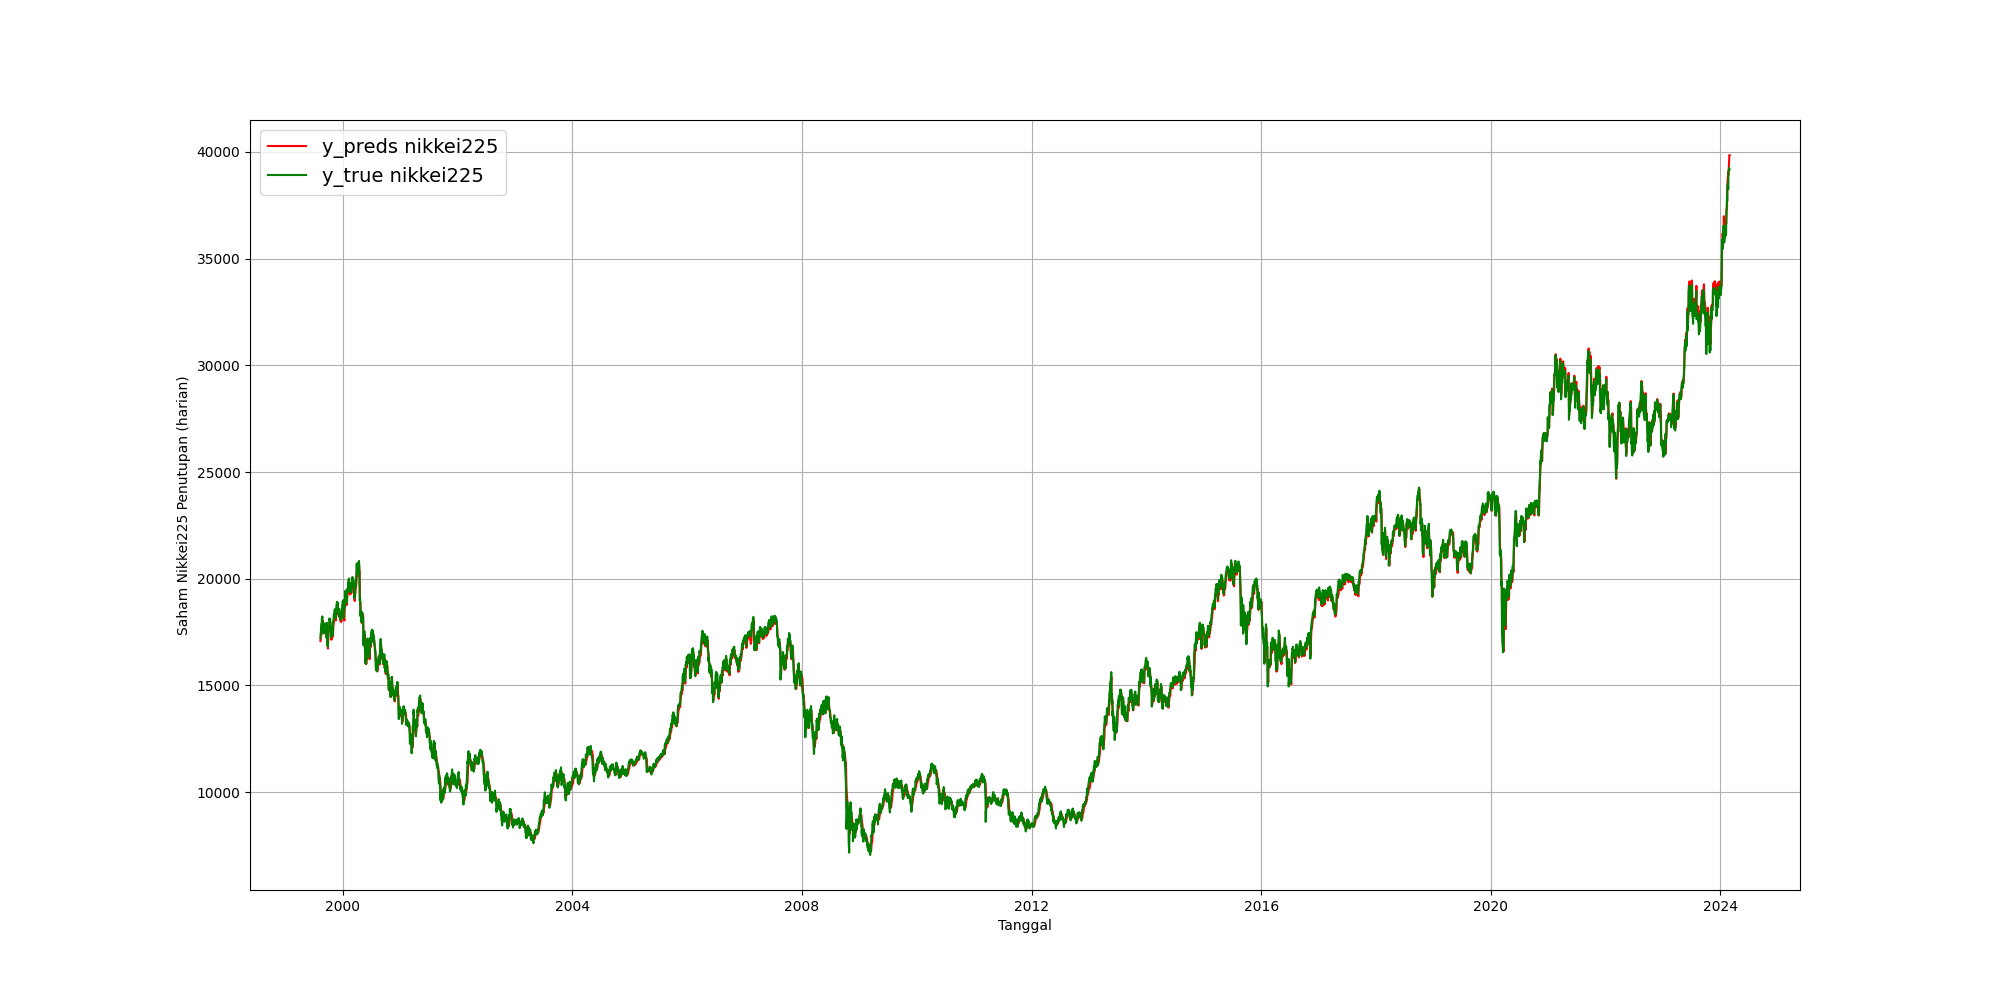 y_preds nikkei225
y_true nikkei225
40000
35000
30000
25000
20000
15000
10000
Saham Nikkei225 Penutupan (harian)
2000 2004 2008 2012 2016 2020 2024
Tanggal